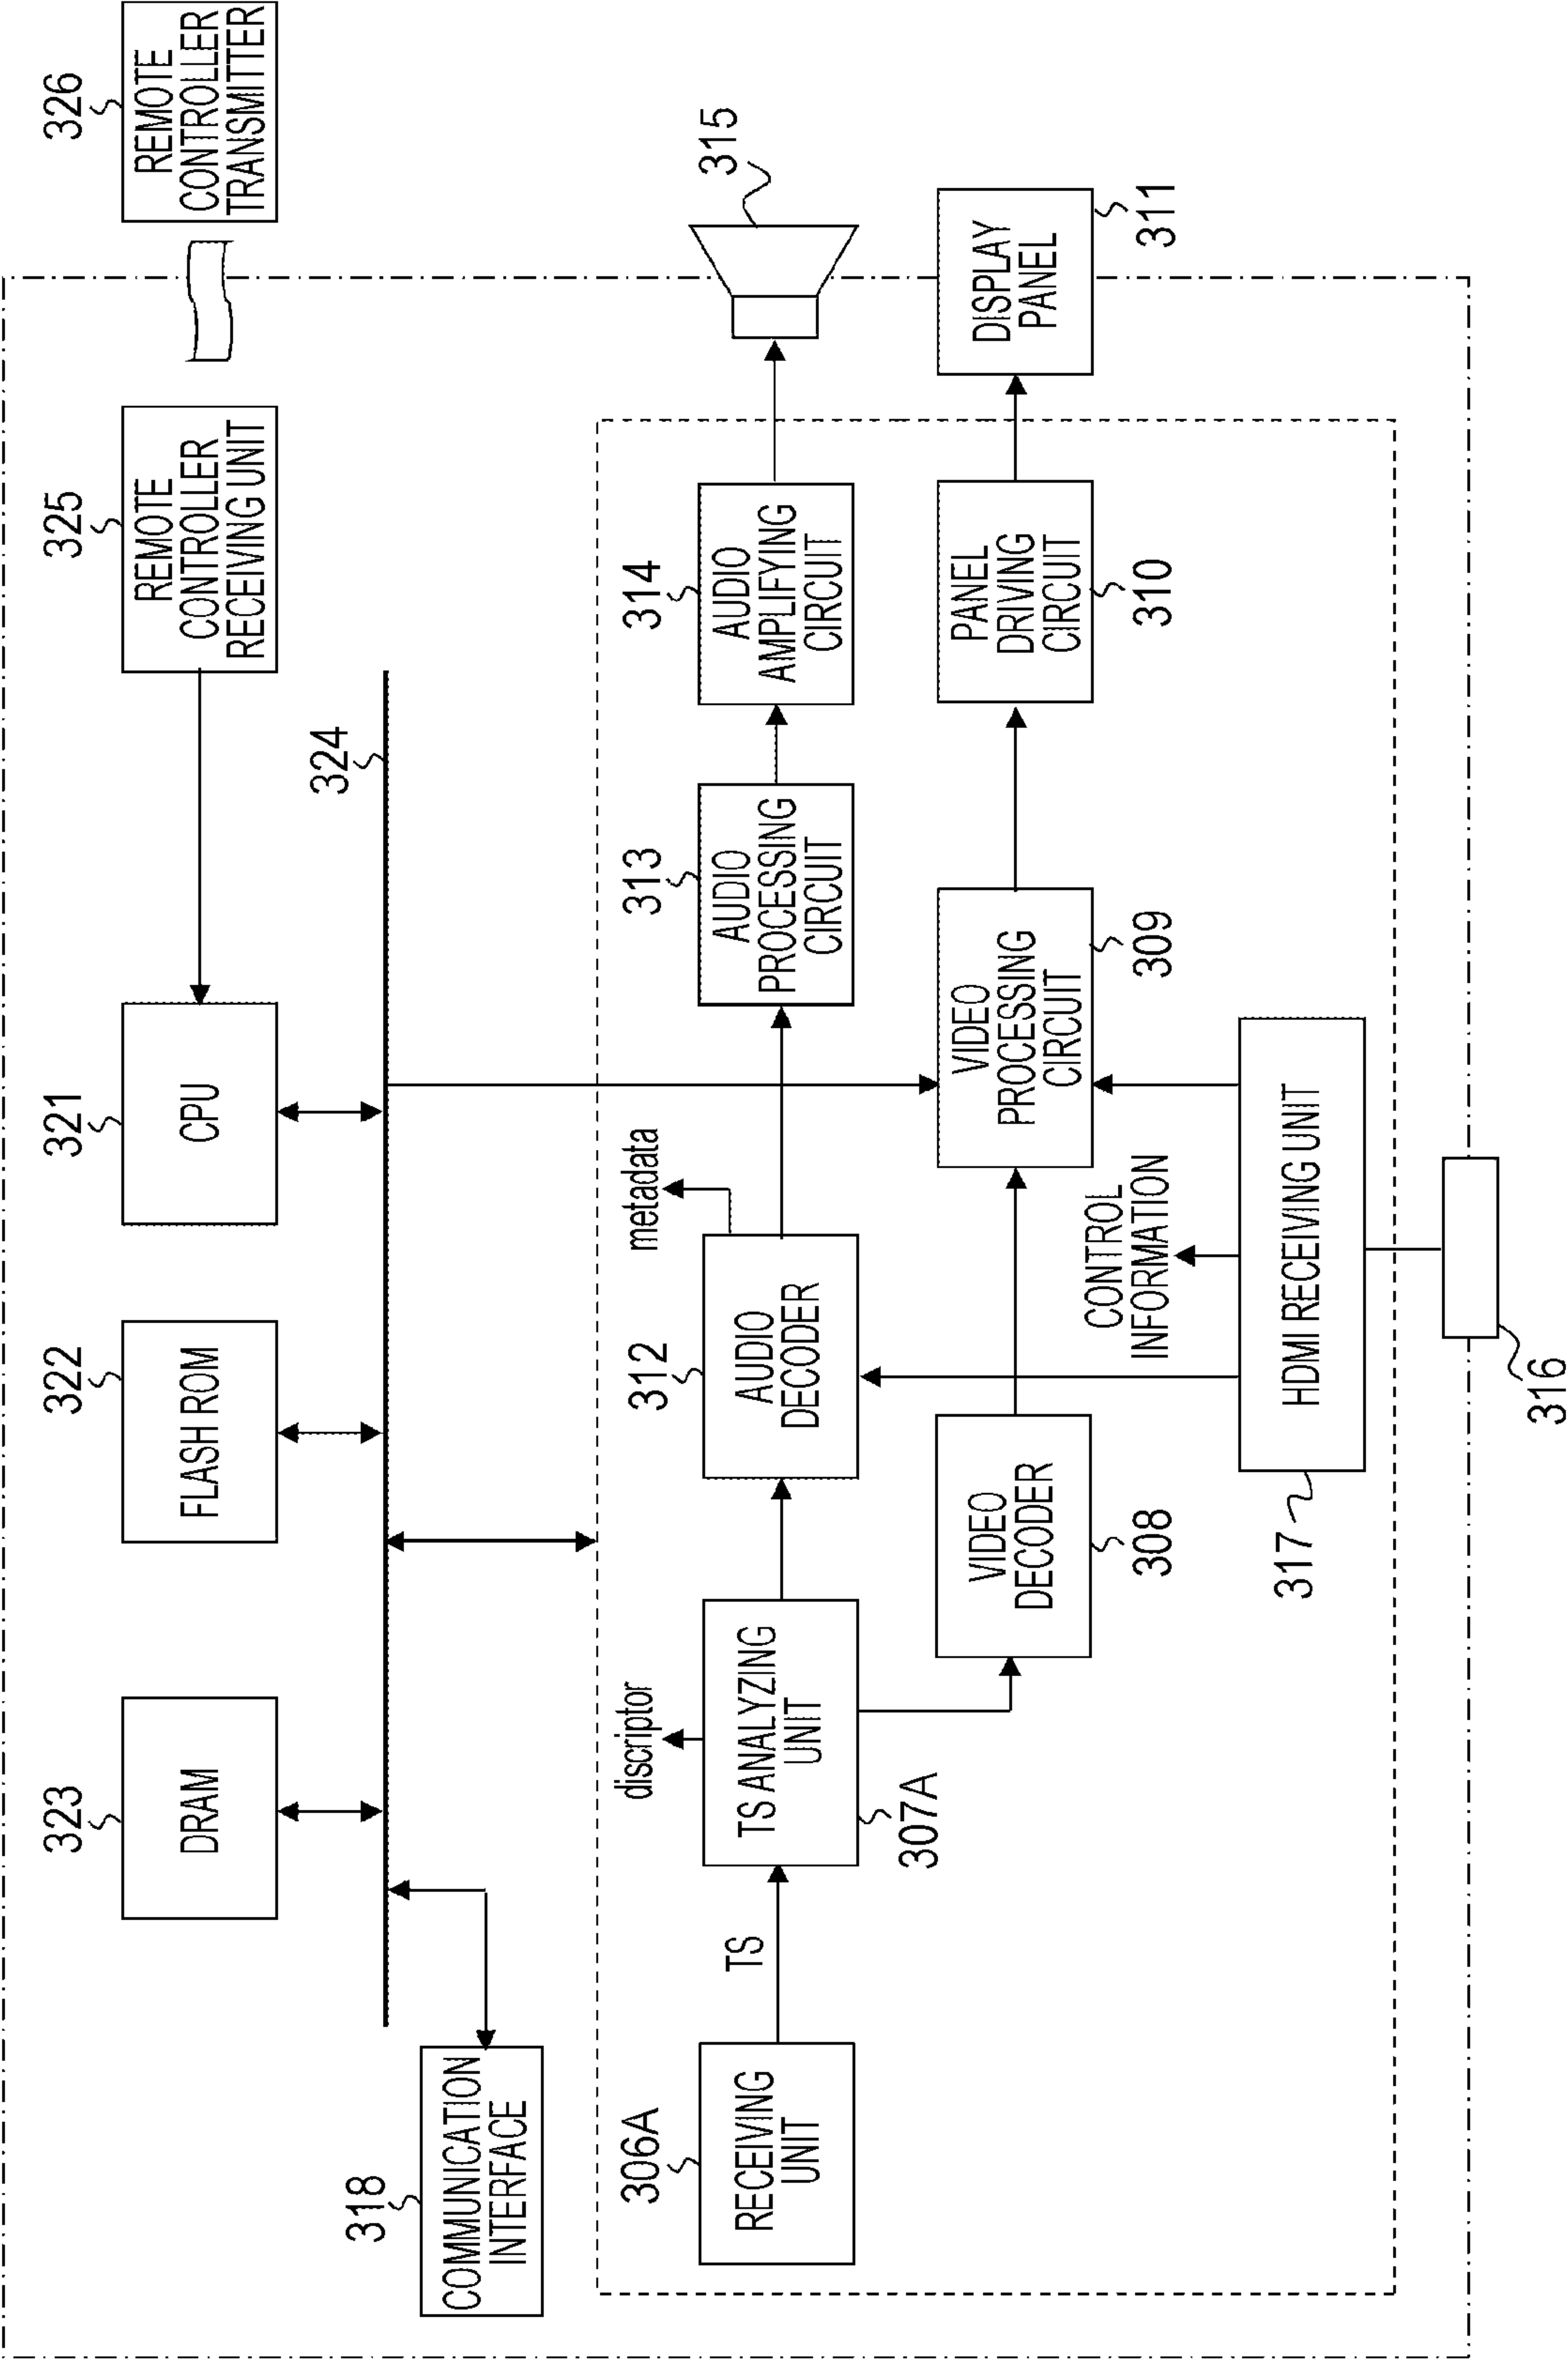 323
DRAM
322
FLASH ROM
321
CPU
325
REMOTE
CONTROLLER
RECEIVING UNIT
326
REMOTE
CONTROLLER
TRANSMITTER
324
318
COMMUNICATION
INTERFACE
306A
RECEIVING
UNIT
TS
discriptor
TS ANALYZING
UNIT
307A
312
AUDIO
DECODER
metadata
313
AUDIO
PROCESSING
CIRCUIT
314
AUDIO
AMPLIFYING
CIRCUIT
315
VIDEO
DECODER
308
VIDEO
PROCESSING
CIRCUIT
309
PANEL
DRIVING
CIRCUIT
310
DISPLAY
PANEL
311
CONTROL
INFORMATION
HDMI RECEIVING UNIT
317
316